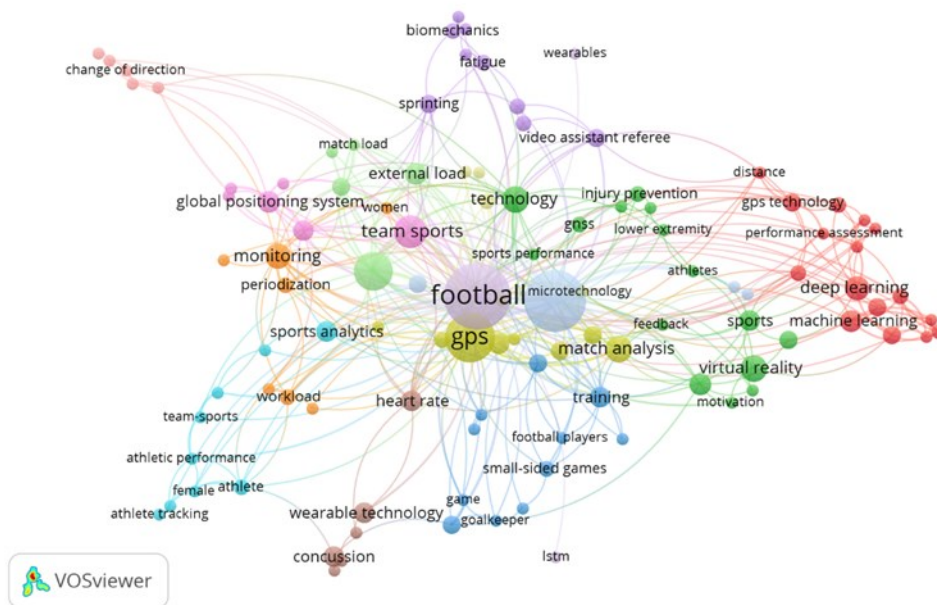 biomechanics
wearables
fatigue
change of direction
sprinting
video assistant referee
match load
distance
external load
injury prevention
global positioning system
women
technology
gps technology
team sports
gnss
lower extremity
performance assessment
monitoring
sports performance
periodization
athletes
football
microtechnology
deep learning
sports analytics
feedback
sports
machine learning
gps
match analysis
virtual reality
workload
heart rate
training
motivation
team-sports
football players
athletic performance
small-sided games
female
athlete
game
athlete tracking
wearable technology
goalkeeper
concussion
lstm
VOSviewer